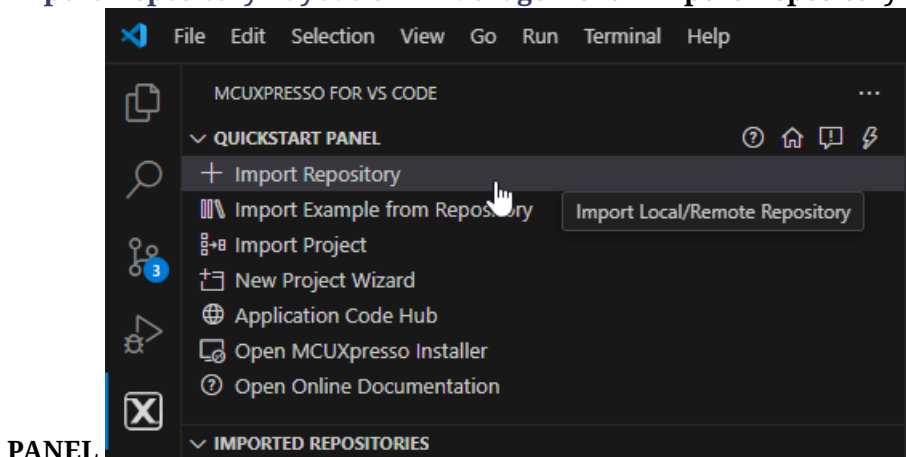 File Edit Selection View Go Run Terminal Help
MCUXPRESSO FOR VS CODE
QUICKSTART PANEL
Import Repository
Import Example from Repository
Import Local/Remote Repository
Import Project
3
New Project Wizard
Application Code Hub
Open MCUXpresso Installer
Open Online Documentation
PANEL
IMPORTED REPOSITORIES